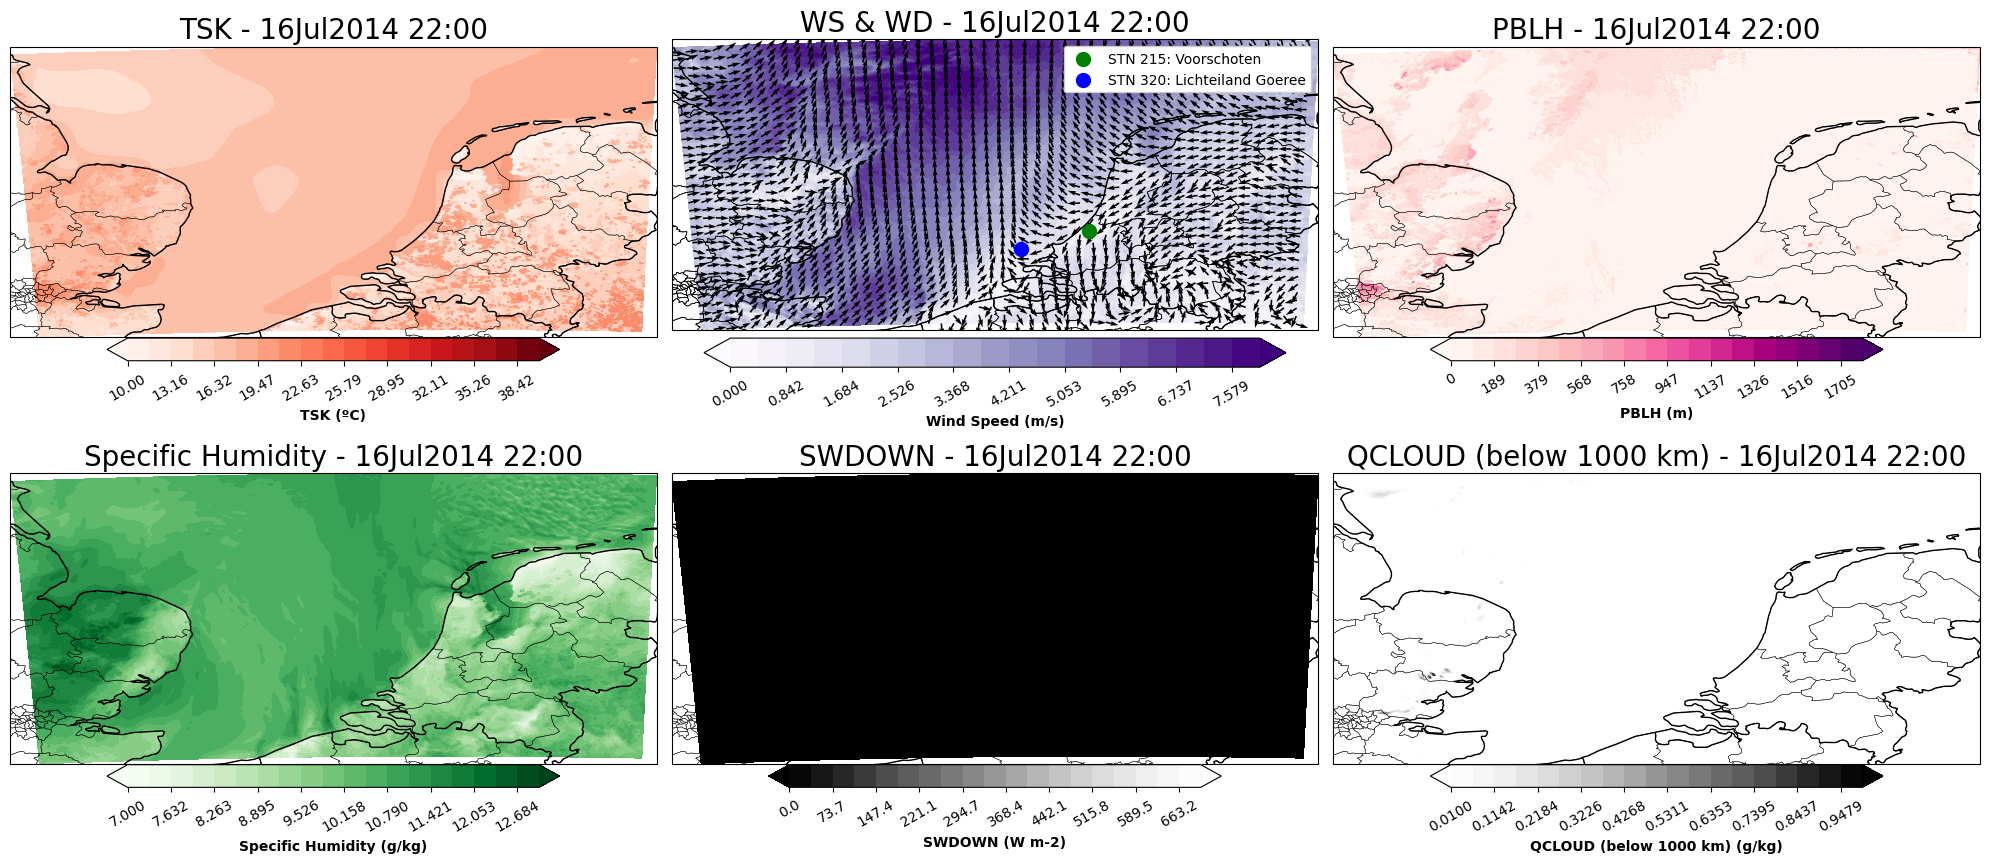 TSK - 16Jul2014 22:00
WS & WD - 16Jul2014 22:00
PBLH - 16Jul2014 22:00
STN 215: Voorschoten
STN 320: Lichteiland Goeree
10.00 13.16 16.32 19.47 22.63 25.79 28.95 32.11 35.26 38.42
TSK (ºC)
0.000 0.842 1.684 2.526 3.368 4.211 5.053 5.895 6.737 7.579
Wind Speed (m/s)
0 189 379 568 758 947 1137 1326 1516 1705
PBLH (m)
Specific Humidity - 16Jul2014 22:00
SWDOWN - 16Jul2014 22:00
QCLOUD (below 1000 km) - 16Jul2014 22:00
7.000 7.632 8.263 8.895 9.526 10.158 10.790 11.421 12.053 12.684
Specific Humidity (g/kg)
0.0 73.7 147.4 221.1 294.7 368.4 442.1 515.8 589.5 663.2
SWDOWN (W m-2)
0.0100 0.1142 0.2184 0.3226 0.4268 0.5311 0.6353 0.7395 0.8437 0.9479
QCLOUD (below 1000 km) (g/kg)